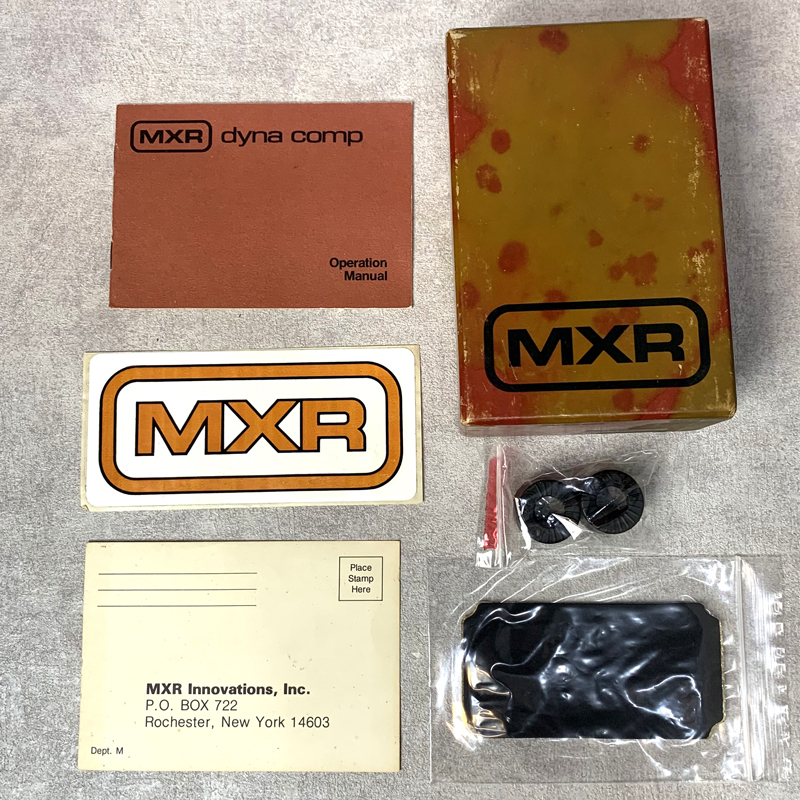 MXR dyna comp
Operation
Manual
MXR
MXR
Place
Stamp
Here
MXR Innovations, Inc.
P.O. BOX 722
Rochester, New York 14603
Dept. M